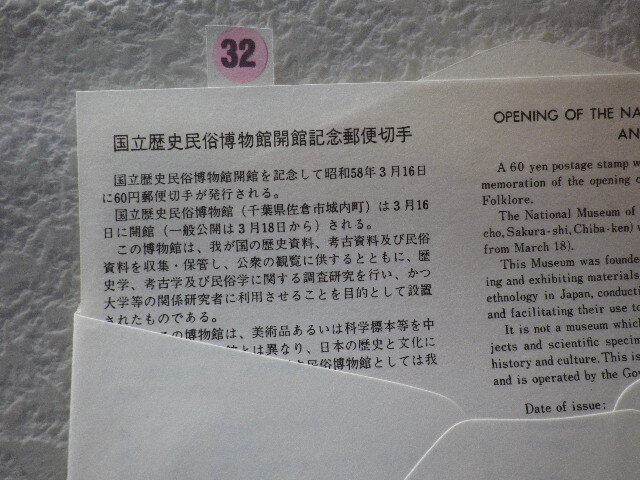 32
国立歴史民俗博物館開館記念郵便切手
国立歴史民俗博物館開館を記念して昭和58年3月16日
に60円郵便切手が発行される。
国立歴史民俗博物館（千葉県佐倉市城内町）は3月16
日に開館（一般公開は3月18日から）される。
この博物館は、我が国の歴史資料、考古資料及び民俗
資料を収集・保管し、公衆の観覧に供するとともに、歴
史学、考古学及び民俗学に関する調査研究を行い、かつ
大学等の関係研究者に利用させることを目的として設置
されたものである。
この博物館は、美術品あるいは科学標本等を中
とは異なり、日本の歴史と文化に
民俗博物館としては我
OPENING OF THE NA
AN
A 60 yen postage stamp w
memoration of the opening o
Folklore.
The National Museum of
cho, Sakura-shi, Chiba-ken) w
from March 18).
This Museum was founde
ing and exhibiting materials
ethnology in Japan, conducti
and facilitating their use to
It is not a museum which
jects and scientific specim
history and culture. This is
and is operated by the Gov
Date of issue: